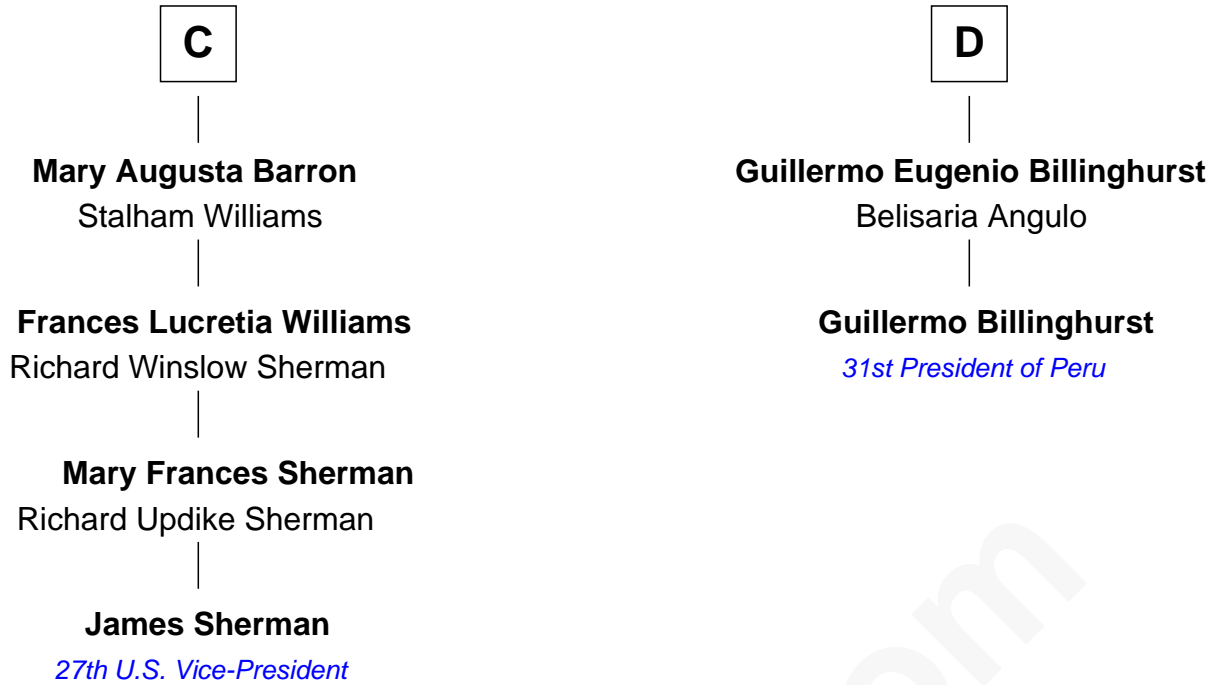 C
Mary Augusta Barron
Stalham Williams
Frances Lucretia Williams
Richard Winslow Sherman
Mary Frances Sherman
Richard Updike Sherman
James Sherman
27th U.S. Vice-President
D
Guillermo Eugenio Billinghurst
Belisaria Angulo
Guillermo Billinghurst
31st President of Peru
om